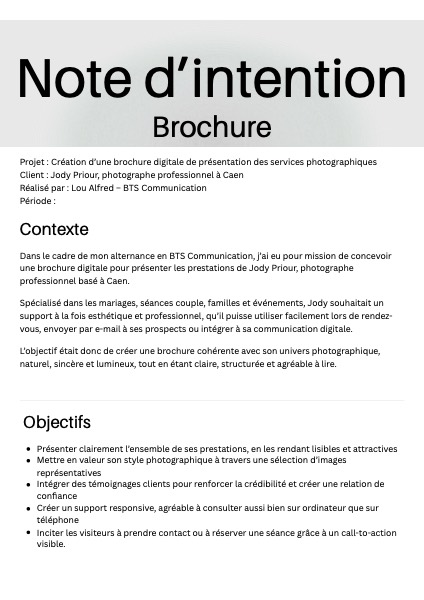 Note d'intention
Brochure
Projet : Création d'une brochure digitale de présentation des services photographiques
Client : Jody Priour, photographe professionnel à Caen
Réalisé par : Lou Alfred – BTS Communication
Période :
Contexte
Dans le cadre de mon alternance en BTS Communication, j'ai eu pour mission de concevoir
une brochure digitale pour présenter les prestations de Jody Priour, photographe
professionnel basé à Caen.
Spécialisé dans les mariages, séances couple, familles et événements, Jody souhaitait un
support à la fois esthétique et professionnel, qu'il puisse utiliser facilement lors de rendez-
vous, envoyer par e-mail à ses prospects ou intégrer à sa communication digitale.
L'objectif était donc de créer une brochure cohérente avec son univers photographique,
naturel, sincère et lumineux, tout en étant claire, structurée et agréable à lire.
Objectifs
• Présenter clairement l'ensemble de ses prestations, en les rendant lisibles et attractives
• Mettre en valeur son style photographique à travers une sélection d'images
représentatives
• Intégrer des témoignages clients pour renforcer la crédibilité et créer une relation de
confiance
• Créer un support responsive, agréable à consulter aussi bien sur ordinateur que sur
téléphone
• Inciter les visiteurs à prendre contact ou à réserver une séance grâce à un call-to-action
visible.